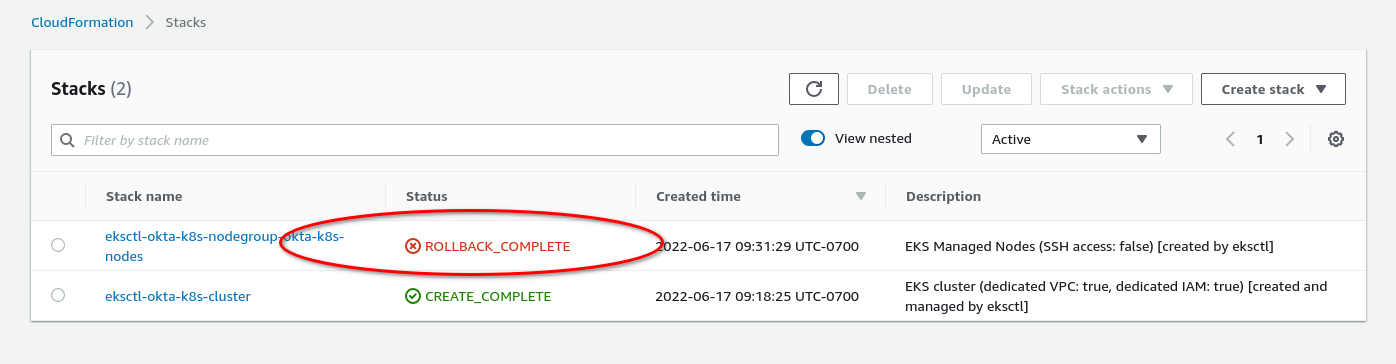 CloudFormation > Stacks
Stacks (2)
Delete
Update
Stack actions
Create stack
Filter by stack name
View nested
Active
1
Stack name Status Created time Description
eksctl-okta-k8s-nodegroup-okta-k8s-
nodes
ROLLBACK_COMPLETE
2022-06-17 09:31:29 UTC-0700
EKS Managed Nodes (SSH access: false) [created by eksctl]
eksctl-okta-k8s-cluster
CREATE_COMPLETE
2022-06-17 09:18:25 UTC-0700
EKS cluster (dedicated VPC: true, dedicated IAM: true) [created and
managed by eksctl]